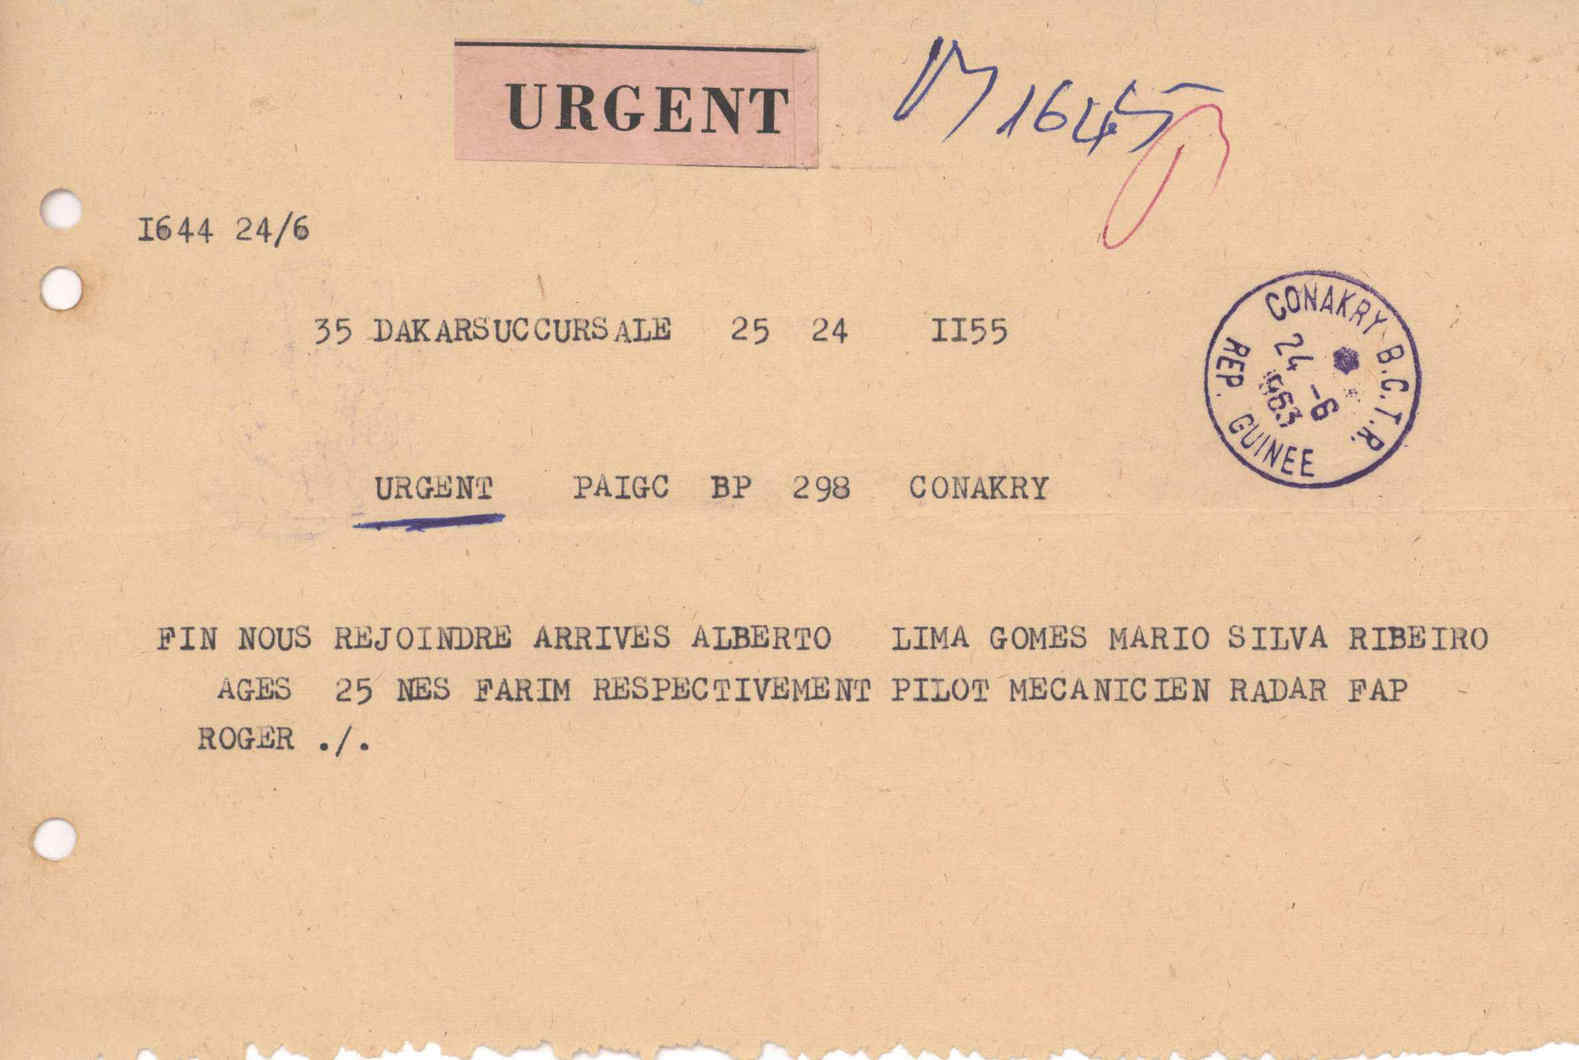 URGENT
1645
I644 24/6
35 DAKARSUCCURSALE 25 24 II55
CONAKRY B.C.T.R.
24 -6
1963
REP. GUINEE
URGENT PAIGC BP 298 CONAKRY
FIN NOUS REJOINDRE ARRIVES ALBERTO LIMA GOMES MARIO SILVA RIBEIRO
AGES 25 NES FARIM RESPECTIVEMENT PILOT MECANICIEN RADAR FAP
ROGER ./.